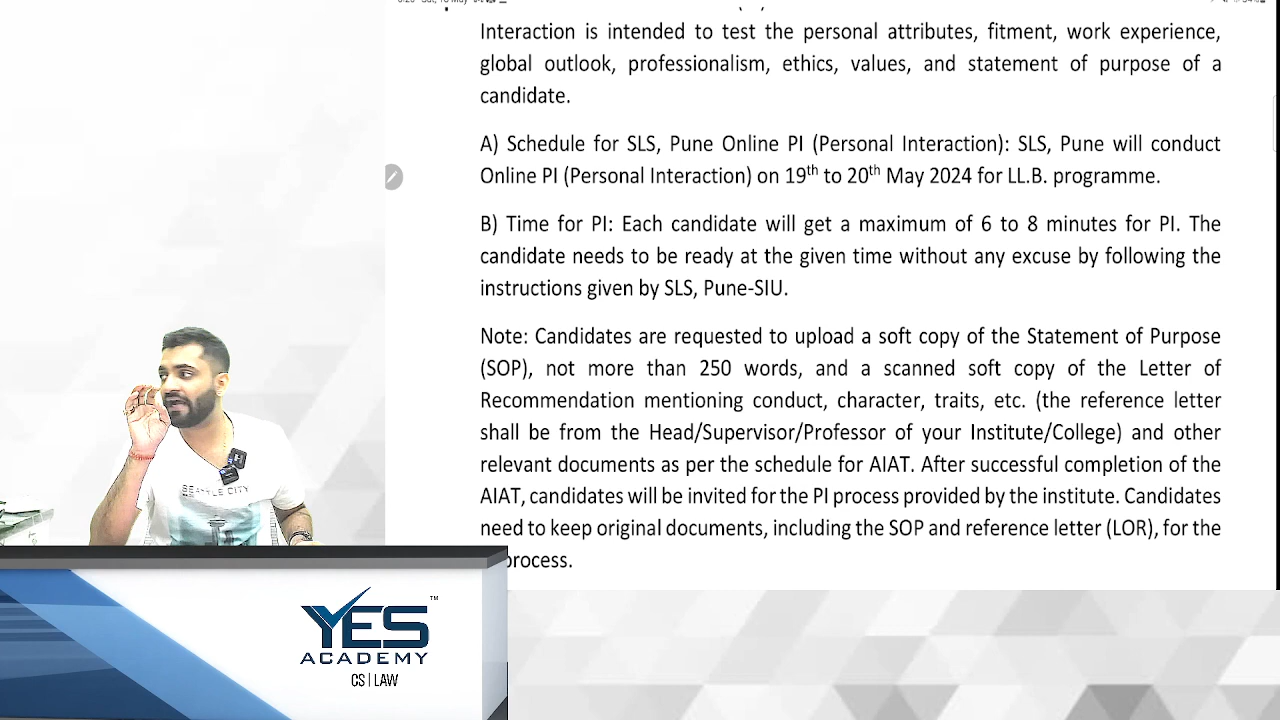 Interaction is intended to test the personal attributes, fitment, work experience,
global outlook, professionalism, ethics, values, and statement of purpose of a
candidate.
A) Schedule for SLS, Pune Online PI (Personal Interaction): SLS, Pune will conduct
Online PI (Personal Interaction) on 19th to 20th May 2024 for LL.B. programme.
B) Time for PI: Each candidate will get a maximum of 6 to 8 minutes for PI. The
candidate needs to be ready at the given time without any excuse by following the
instructions given by SLS, Pune-SIU.
Note: Candidates are requested to upload a soft copy of the Statement of Purpose
(SOP), not more than 250 words, and a scanned soft copy of the Letter of
Recommendation mentioning conduct, character, traits, etc. (the reference letter
shall be from the Head/Supervisor/Professor of your Institute/College) and other
relevant documents as per the schedule for AIAT. After successful completion of the
AIAT, candidates will be invited for the PI process provided by the institute. Candidates
need to keep original documents, including the SOP and reference letter (LOR), for the
process.
YES™
ACADEMY
CS | LAW